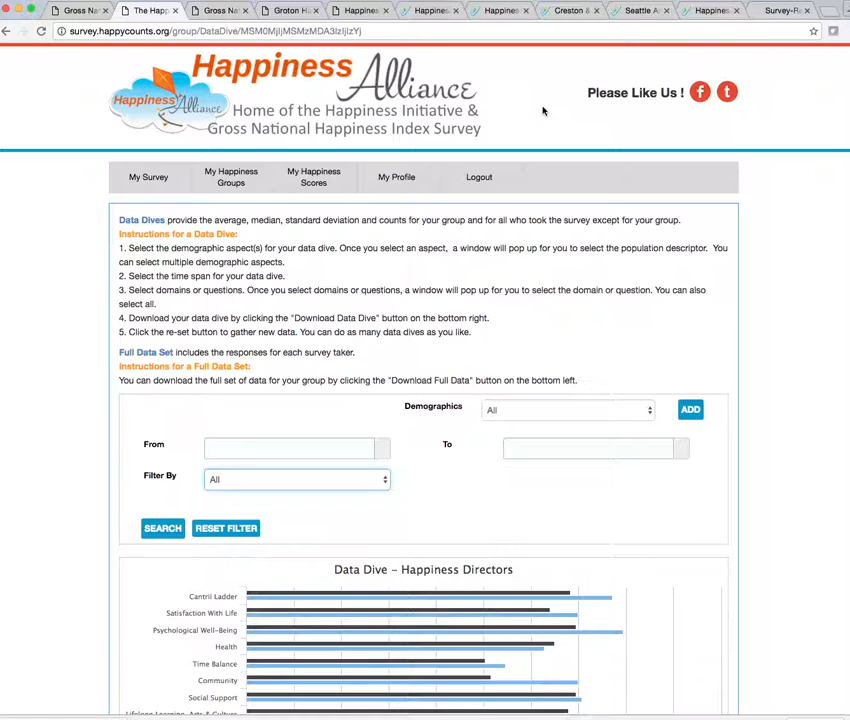 Gross Na
The Hap
Gross Na
Groton H
Happines
Happines
Happines
Creston &
Seattle A
Happines
Survey-Re
survey.happycounts.org/group/DataDive/
Happiness Alliance
Happiness Alliance
Home of the Happiness Initiative &
Gross National Happiness Index Survey
Please Like Us ! f t
My Survey
My Happiness Groups
My Happiness Scores
My Profile
Logout
Data Dives provide the average, median, standard deviation and counts for your group and for all who took the survey except for your group.
Instructions for a Data Dive:
1. Select the demographic aspect(s) for your data dive. Once you select an aspect, a window will pop up for you to select the population descriptor. You
can select multiple demographic aspects.
2. Select the time span for your data dive.
3. Select domains or questions. Once you select domains or questions, a window will pop up for you to select the domain or question. You can also
select all.
4. Download your data dive by clicking the "Download Data Dive" button on the bottom right.
5. Click the re-set button to gather new data. You can do as many data dives as you like.
Full Data Set includes the responses for each survey taker.
Instructions for a Full Data Set:
You can download the full set of data for your group by clicking the "Download Full Data" button on the bottom left.
Demographics All ADD
From To
Filter By All
SEARCH RESET FILTER
Data Dive - Happiness Directors
Cantril Ladder
Satisfaction With Life
Psychological Well-Being
Health
Time Balance
Community
Social Support
Lifelong Learning, Arts & Culture